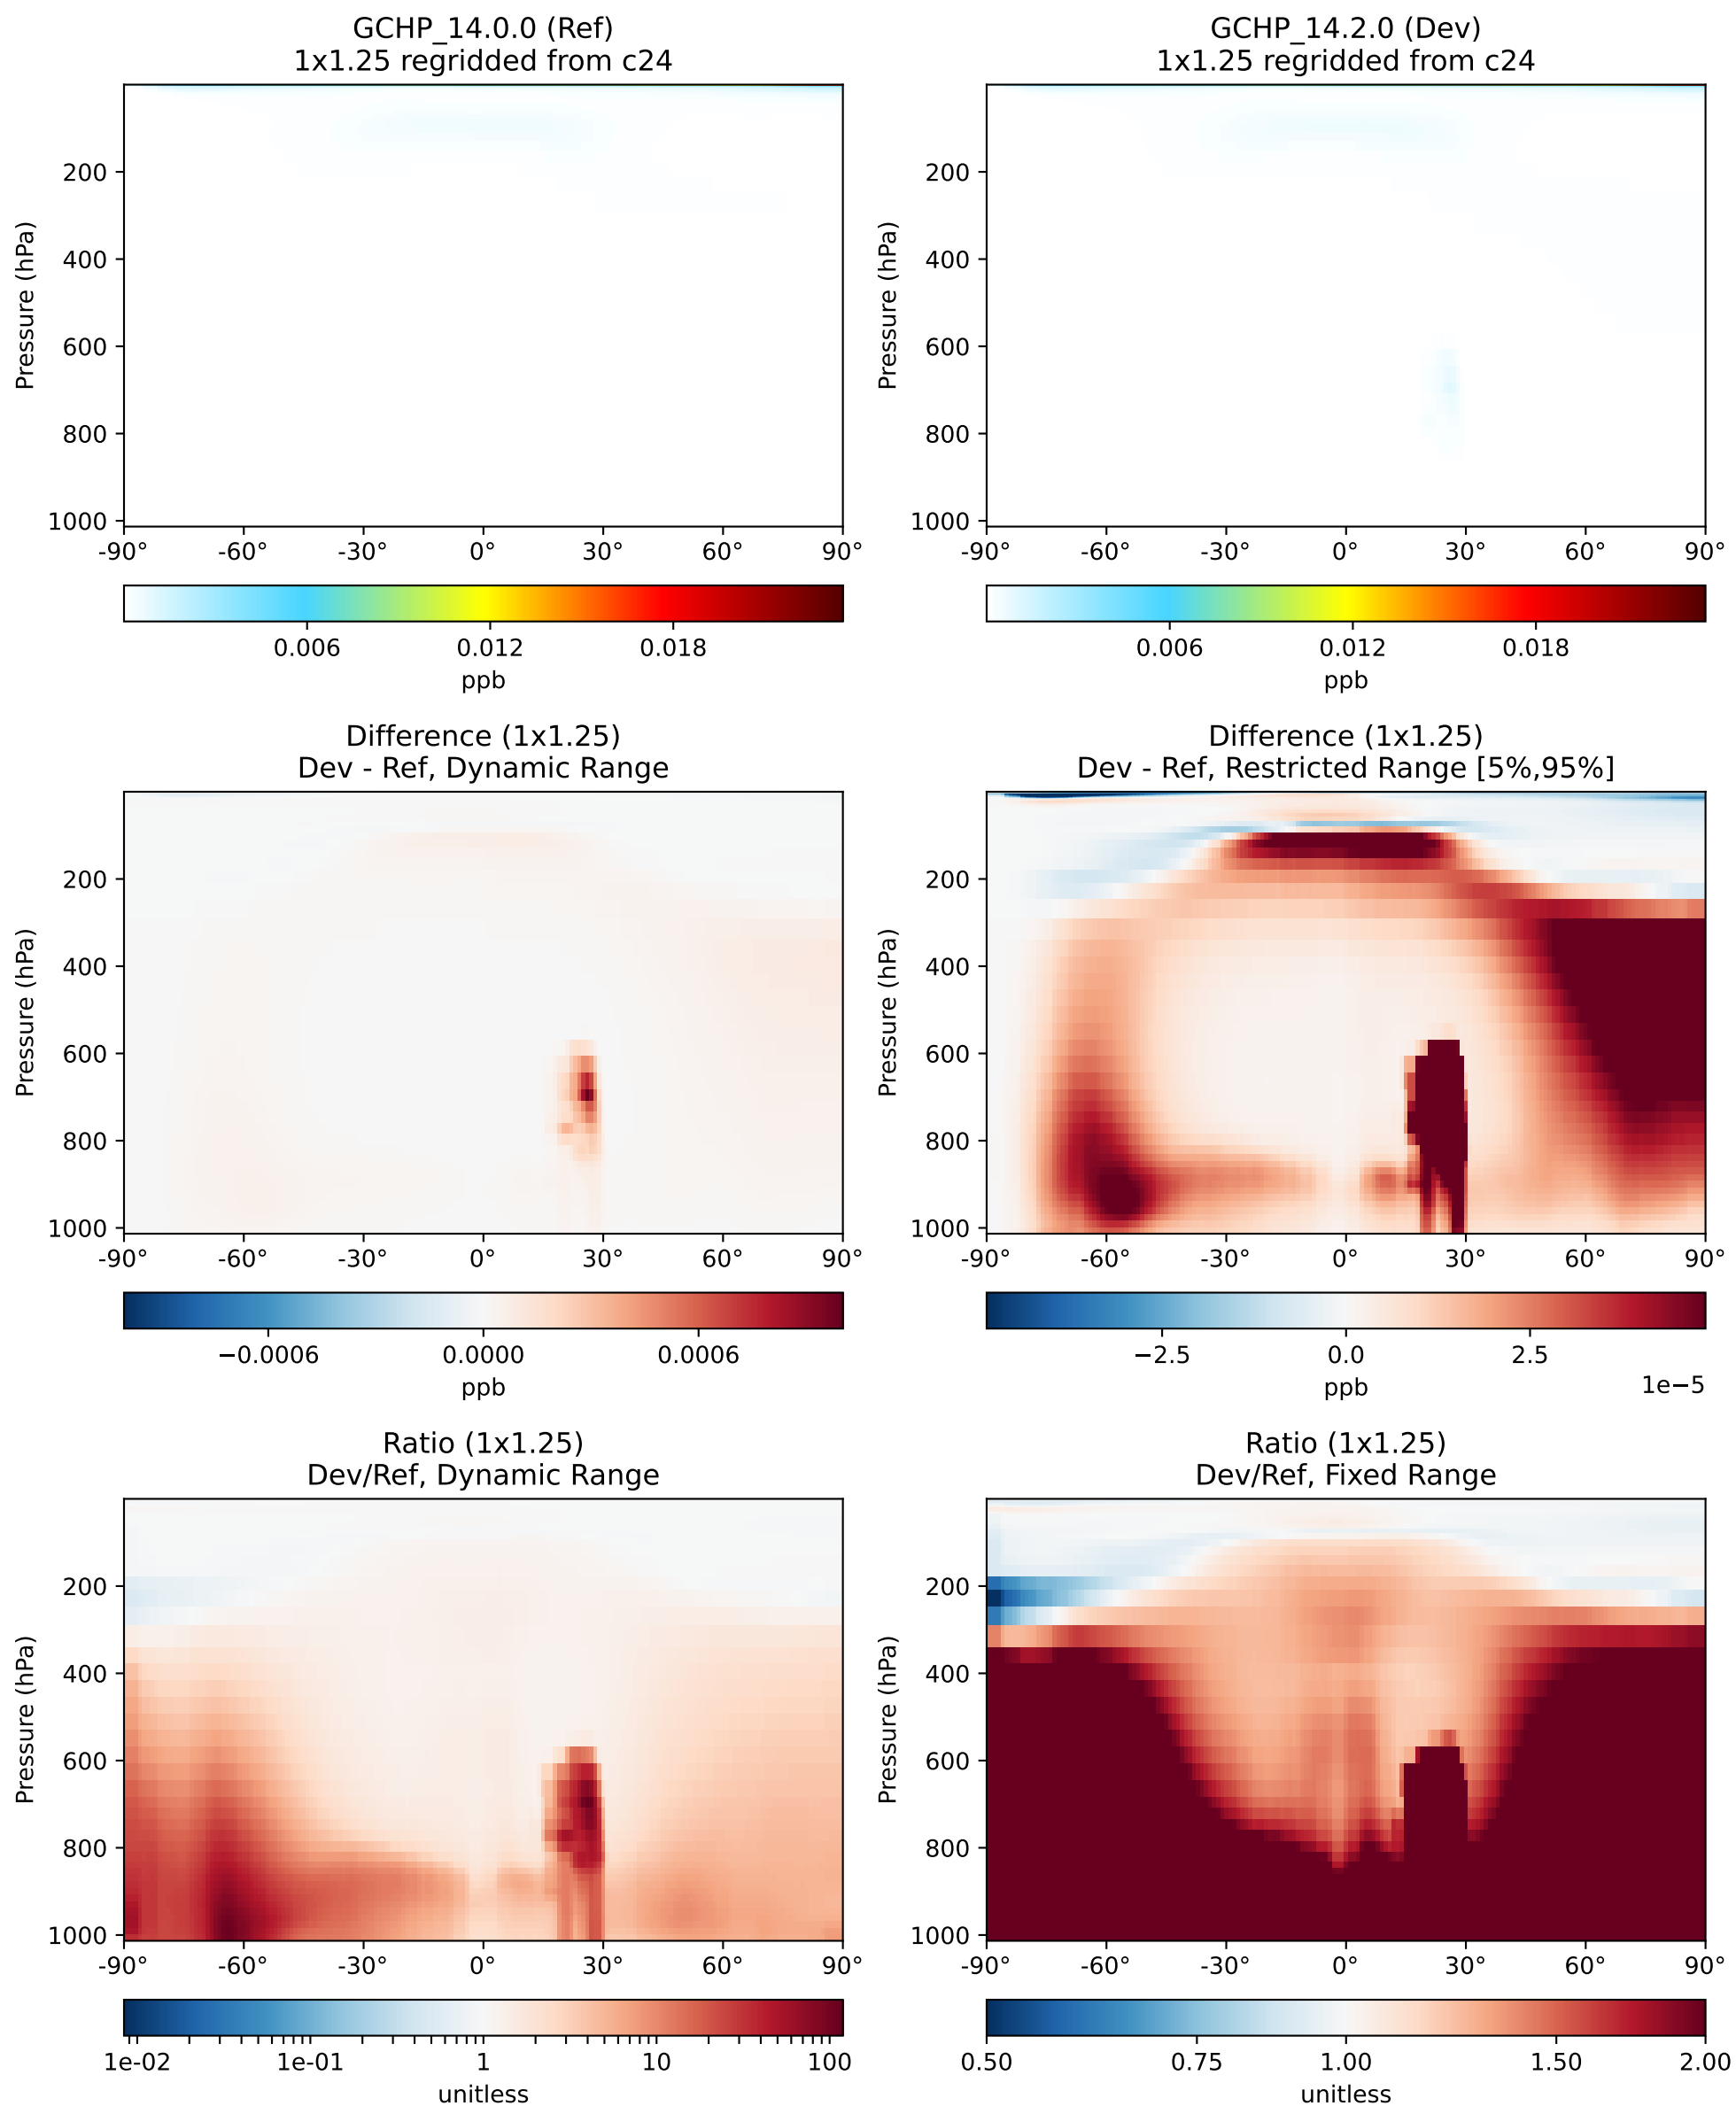 GCHP_14.0.0 (Ref)
1x1.25 regridded from c24
Pressure (hPa)
200
400
600
800
1000
-90° -60° -30° 0° 30° 60° 90°
0.006 0.012 0.018
ppb
GCHP_14.2.0 (Dev)
1x1.25 regridded from c24
Pressure (hPa)
200
400
600
800
1000
-90° -60° -30° 0° 30° 60° 90°
0.006 0.012 0.018
ppb
Difference (1x1.25)
Dev - Ref, Dynamic Range
Pressure (hPa)
200
400
600
800
1000
-90° -60° -30° 0° 30° 60° 90°
−0.0006 0.0000 0.0006
ppb
Difference (1x1.25)
Dev - Ref, Restricted Range [5%,95%]
Pressure (hPa)
200
400
600
800
1000
-90° -60° -30° 0° 30° 60° 90°
−2.5 0.0 2.5
ppb
1e−5
Ratio (1x1.25)
Dev/Ref, Dynamic Range
Pressure (hPa)
200
400
600
800
1000
-90° -60° -30° 0° 30° 60° 90°
1e-02 1e-01 1 10 100
unitless
Ratio (1x1.25)
Dev/Ref, Fixed Range
Pressure (hPa)
200
400
600
800
1000
-90° -60° -30° 0° 30° 60° 90°
0.50 0.75 1.00 1.50 2.00
unitless